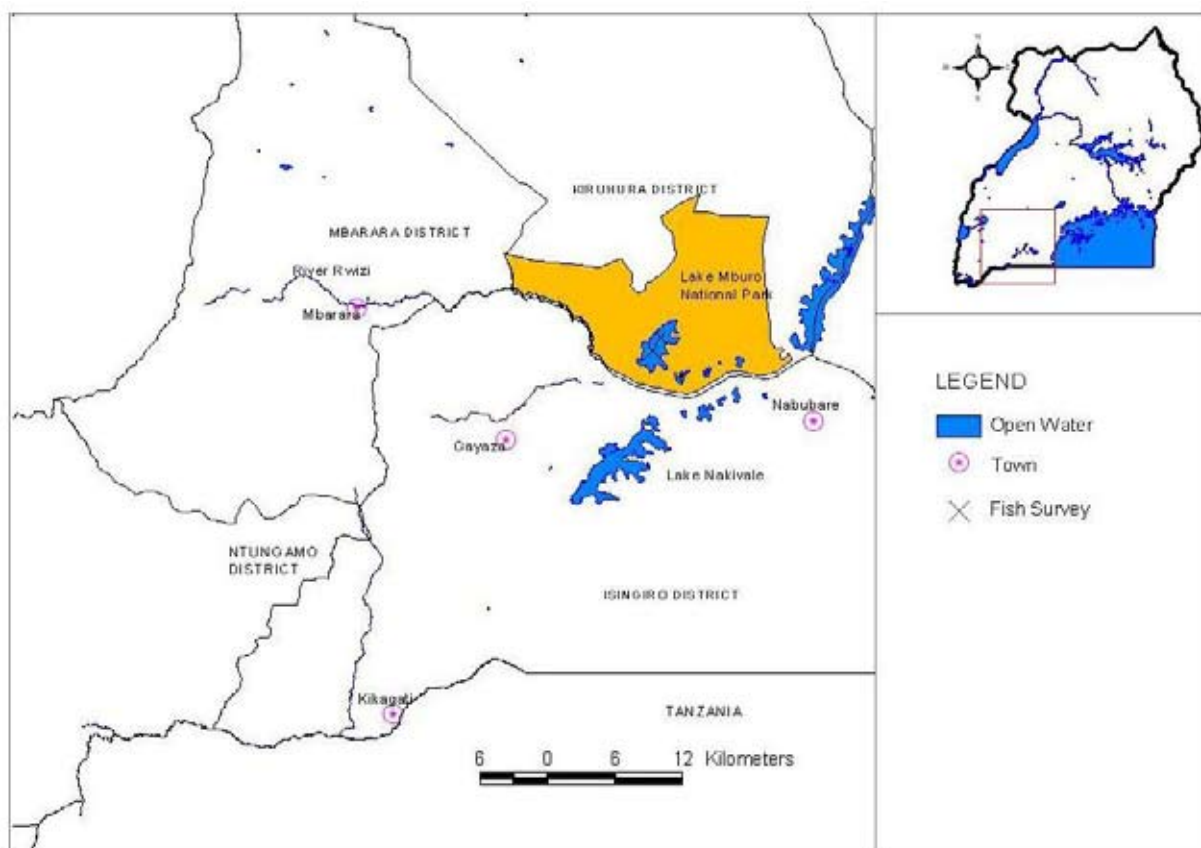 KIRUHURA DISTRICT
MBARARA DISTRICT
River Rwizi
Mbarara
Lake Mburo
National Park
Nabubare
Gayaza
Lake Nakivale
NTUNGAMO
DISTRICT
ISINGIRO DISTRICT
Kikagati
TANZANIA
6 0 6 12 Kilometers
LEGEND
Open Water
Town
Fish Survey